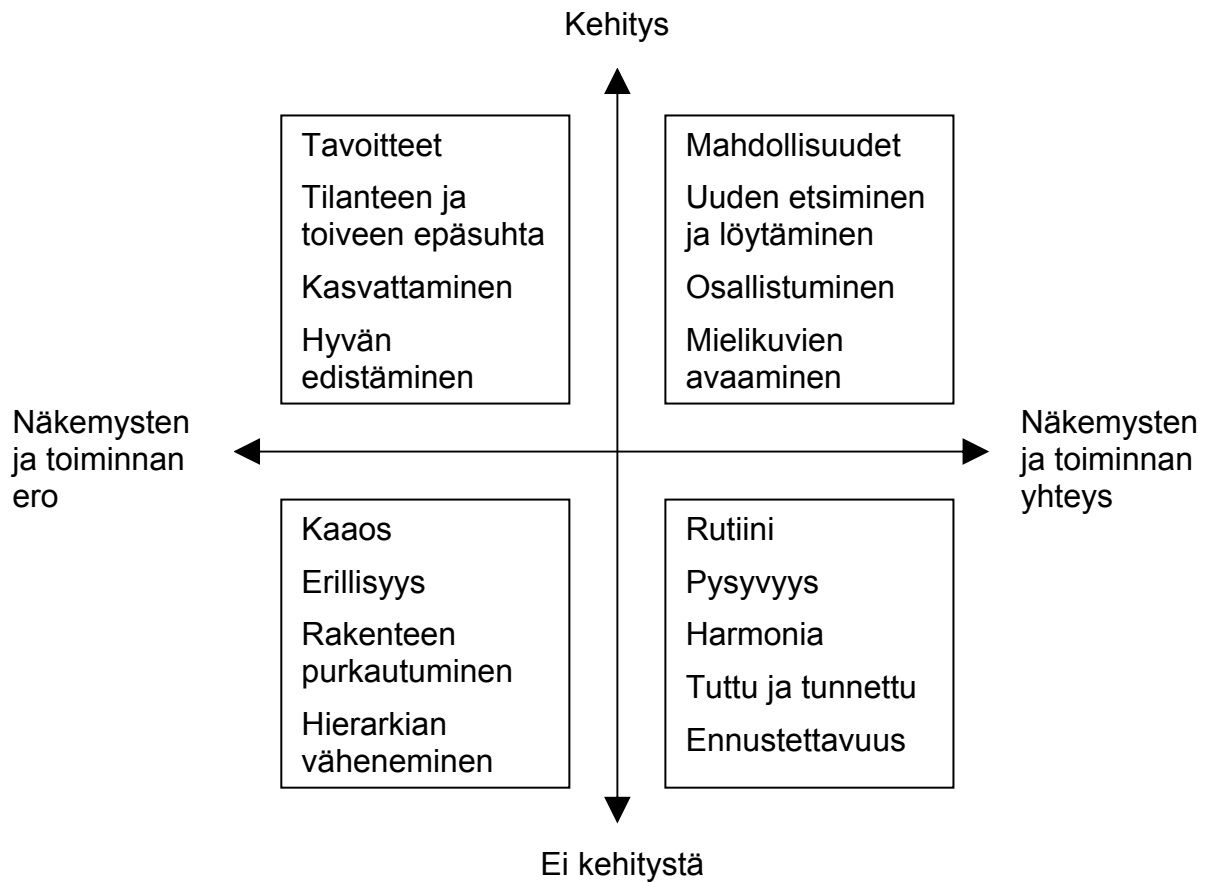 Kehitys
Tavoitteet
Tilanteen ja
toiveen epäsuhta
Kasvattaminen
Hyvän
edistäminen
Mahdollisuudet
Uuden etsiminen
ja löytäminen
Osallistuminen
Mielikuvien
avaaminen
Näkemysten
ja toiminnan
ero
Näkemysten
ja toiminnan
yhteys
Kaaos
Erillisyys
Rakenteen
purkautuminen
Hierarkian
väheneminen
Rutiini
Pysyvyys
Harmonia
Tuttu ja tunnettu
Ennustettavuus
Ei kehitystä